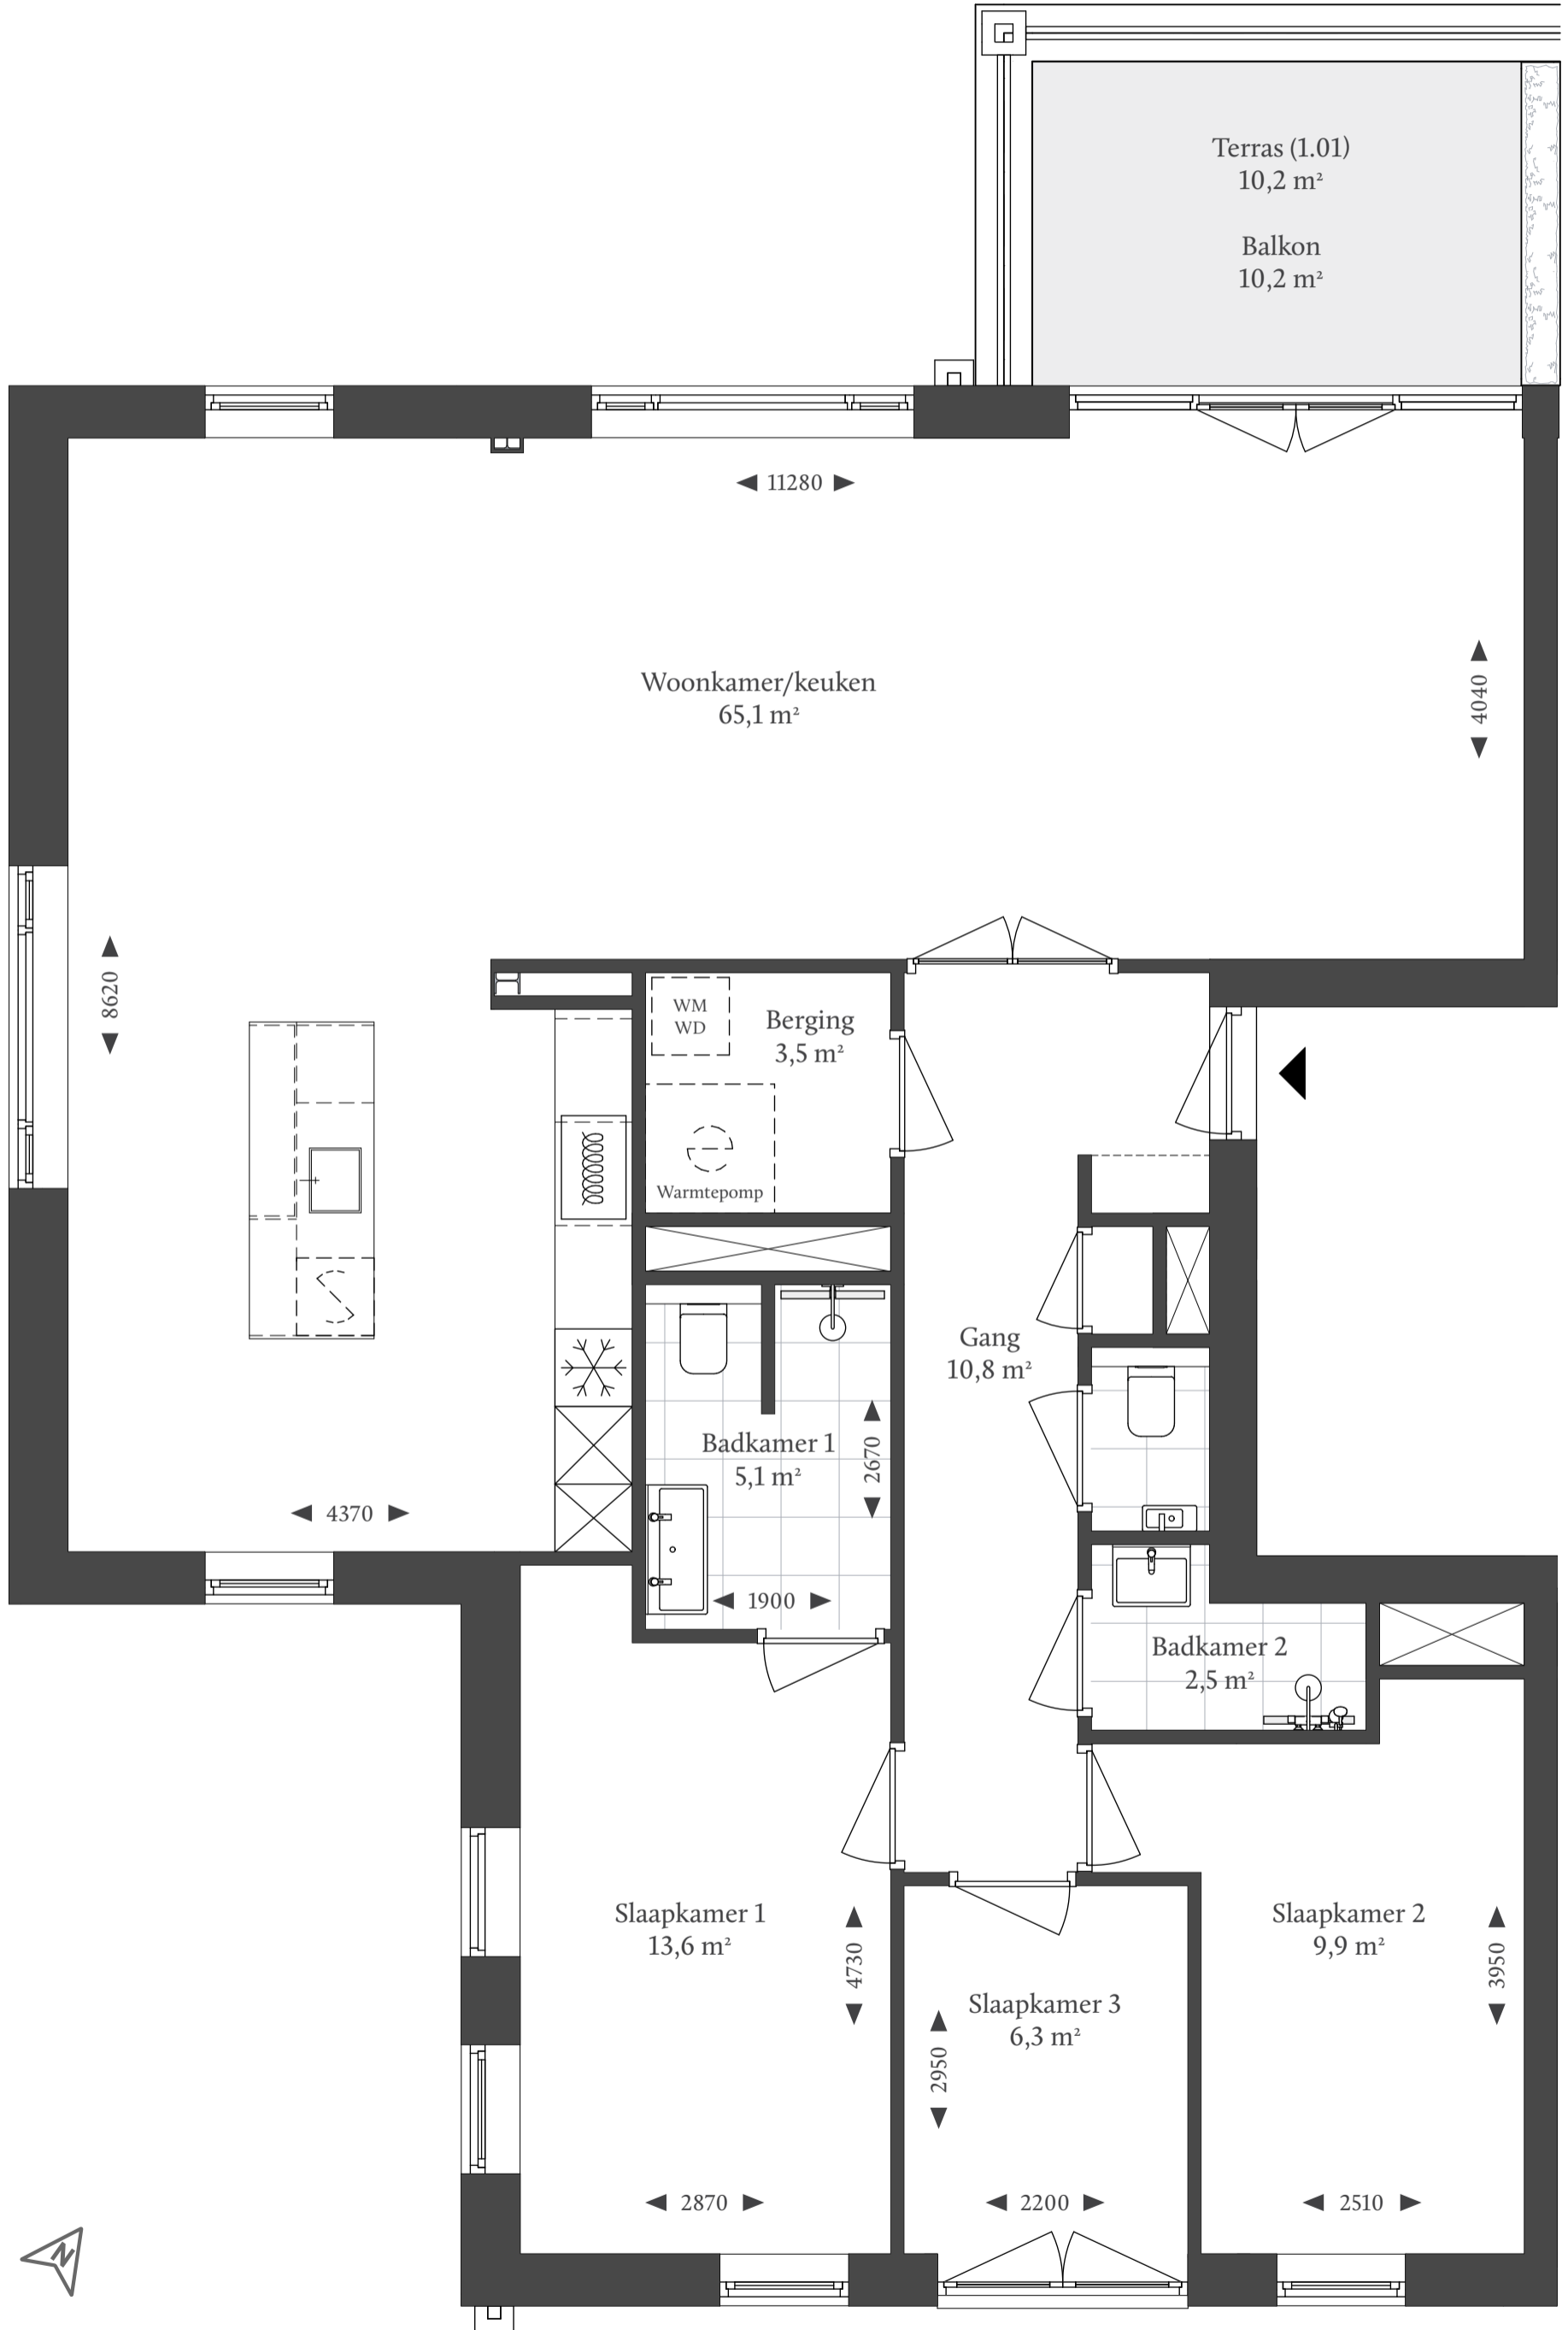 Terras (1.01)
10,2 m²
Balkon
10,2 m²
11280
Woonkamer/keuken
65,1 m²
4040
8620
WM
WD
Berging
3,5 m²
Warmtepomp
Gang
10,8 m²
Badkamer 1
5,1 m²
2670
4370
1900
Badkamer 2
2,5 m²
Slaapkamer 1
13,6 m²
4730
Slaapkamer 2
9,9 m²
3950
Slaapkamer 3
6,3 m²
2950
2870
2200
2510
N